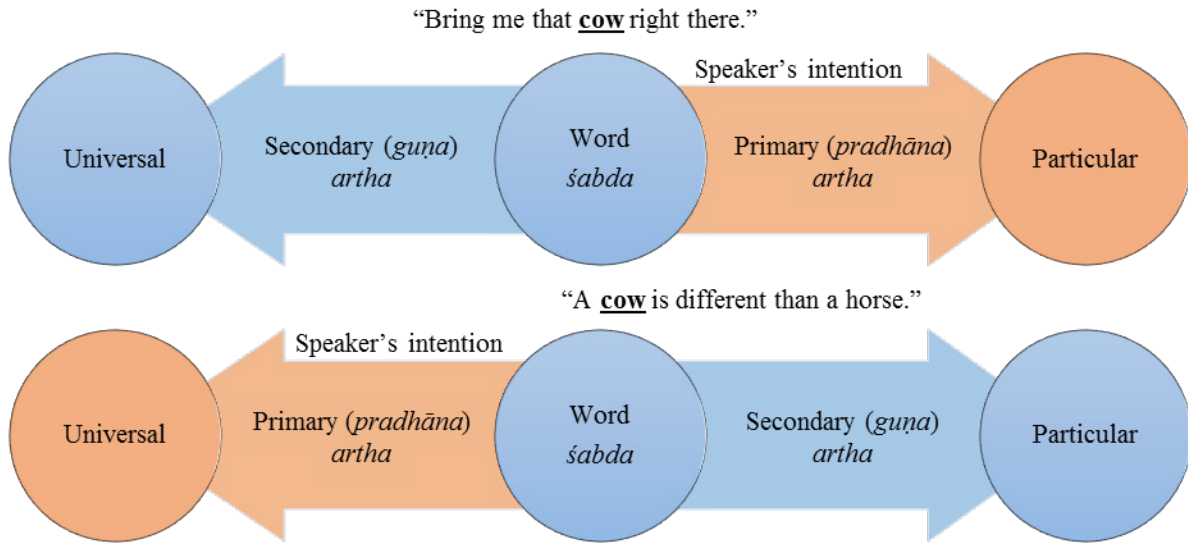 “Bring me that cow right there.”
Speaker’s intention
Universal
Secondary (guṇa)
artha
Word
śabda
Primary (pradhāna)
artha
Particular
“A cow is different than a horse.”
Speaker’s intention
Universal
Primary (pradhāna)
artha
Word
śabda
Secondary (guṇa)
artha
Particular